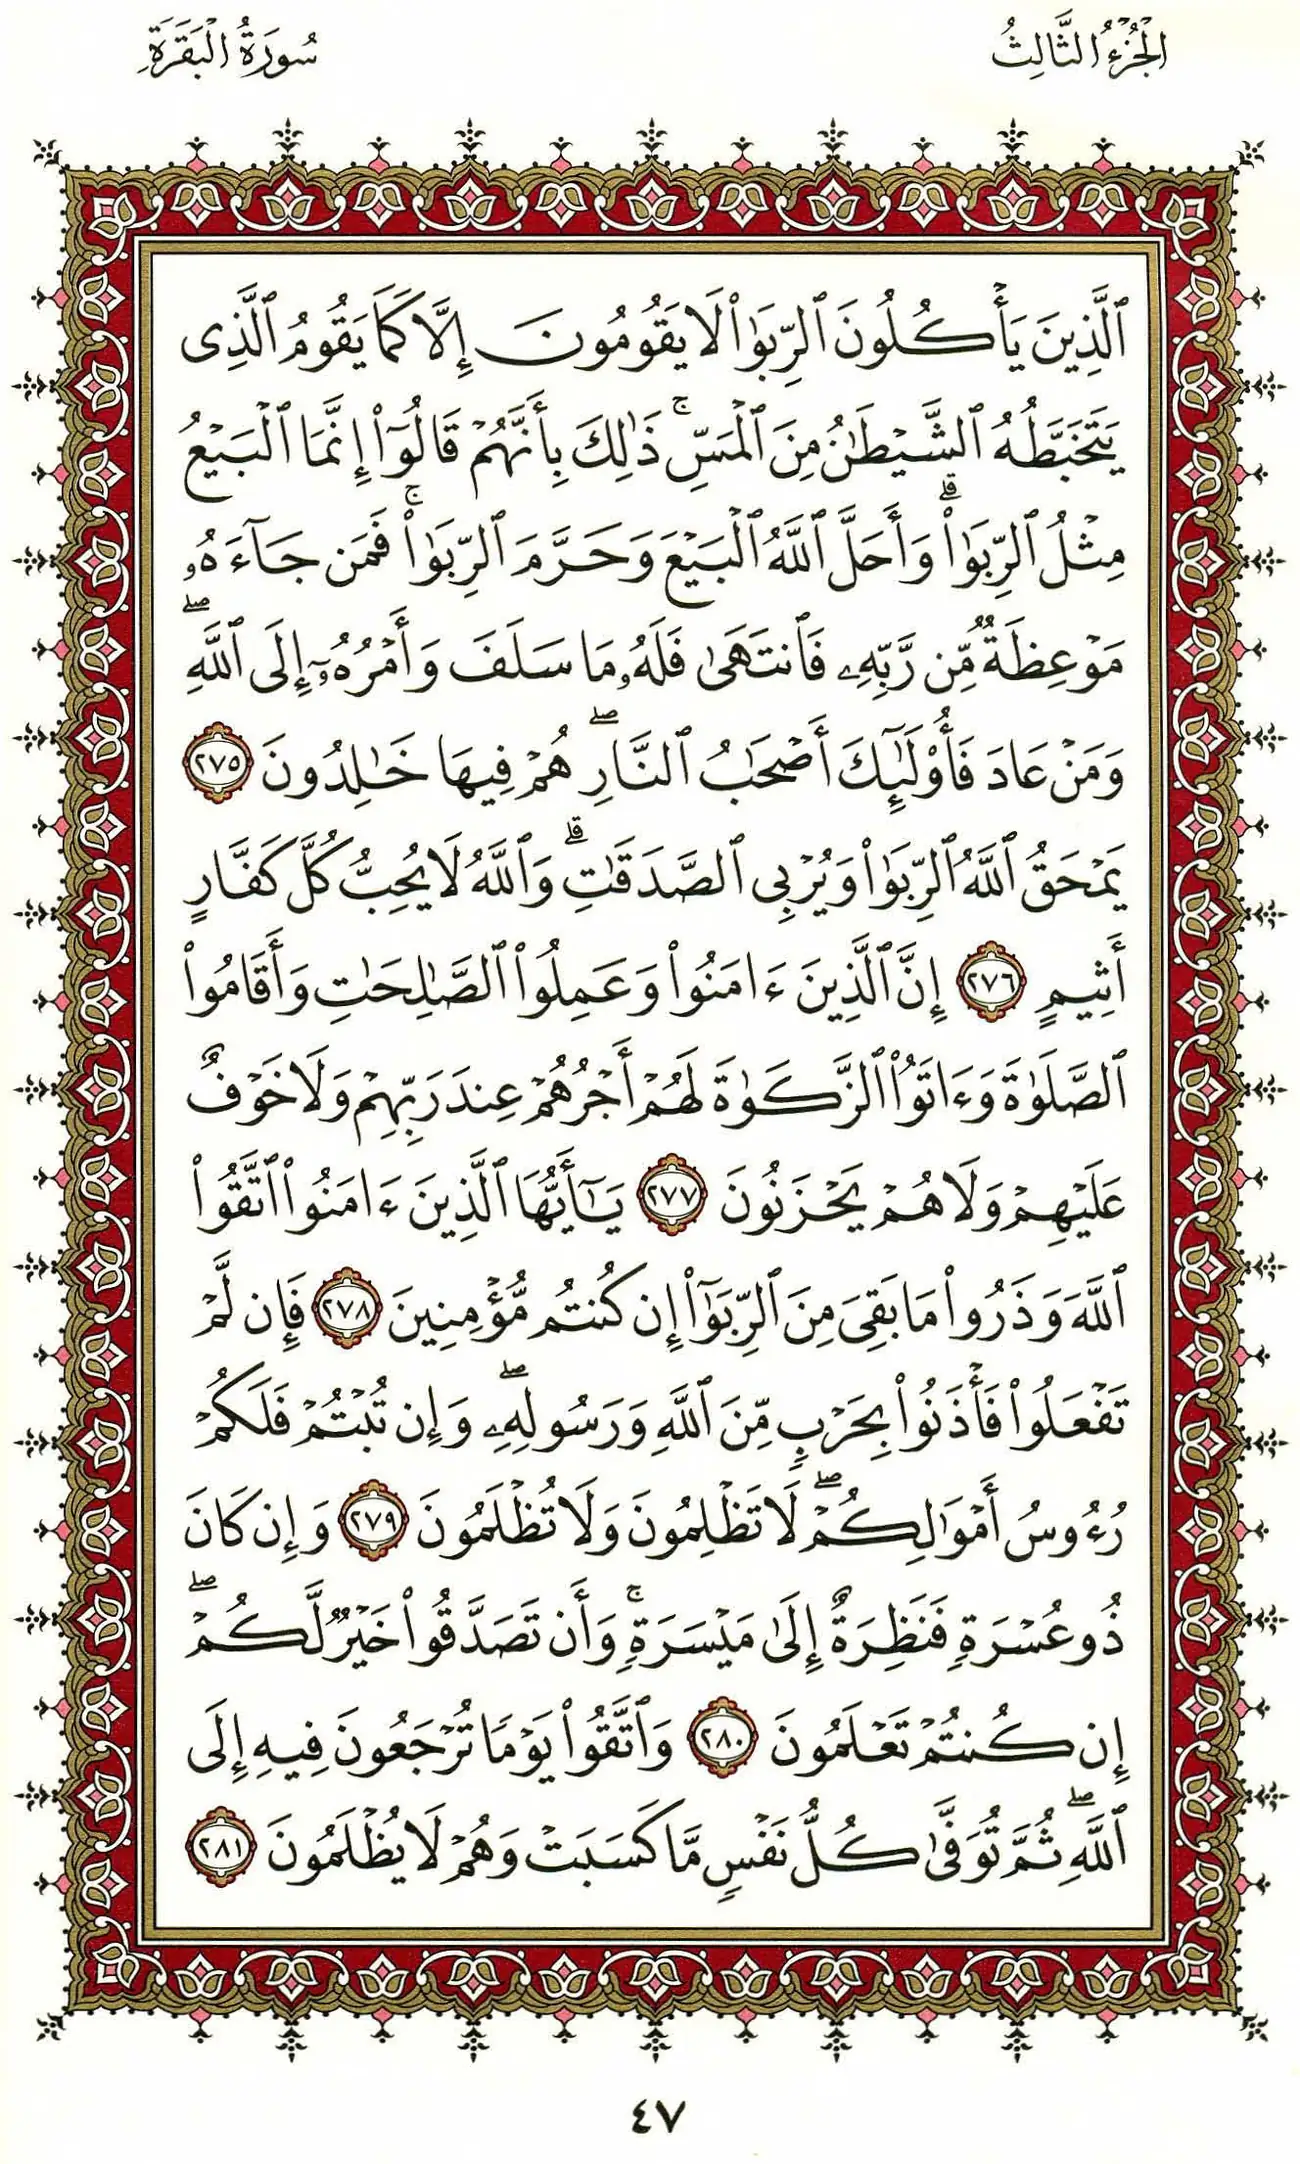 الجزء الثالث
سورة البقرة
ٱلَّذِينَ يَأۡكُلُونَ ٱلرِّبَوٰاْ لَا يَقُومُونَ إِلَّا كَمَا يَقُومُ ٱلَّذِى
يَتَخَبَّطُهُ ٱلشَّيۡطَٰنُ مِنَ ٱلۡمَسِّۚ ذَٰلِكَ بِأَنَّهُمۡ قَالُوٓاْ إِنَّمَا ٱلۡبَيۡعُ
مِثۡلُ ٱلرِّبَوٰاْۗ وَأَحَلَّ ٱللَّهُ ٱلۡبَيۡعَ وَحَرَّمَ ٱلرِّبَوٰاْۚ فَمَن جَآءَهُۥ
مَوۡعِظَةٌ مِّن رَّبِّهِۦ فَٱنتَهَىٰ فَلَهُۥ مَا سَلَفَ وَأَمۡرُهُۥٓ إِلَى ٱللَّهِۖ
وَمَنۡ عَادَ فَأُوْلَٰٓئِكَ أَصۡحَٰبُ ٱلنَّارِۖ هُمۡ فِيهَا خَٰلِدُونَ ٢٧٥
يَمۡحَقُ ٱللَّهُ ٱلرِّبَوٰاْ وَيُرۡبِى ٱلصَّدَقَٰتِۗ وَٱللَّهُ لَا يُحِبُّ كُلَّ كَفَّارٍ
أَثِيمٍ ٢٧٦ إِنَّ ٱلَّذِينَ ءَامَنُواْ وَعَمِلُواْ ٱلصَّٰلِحَٰتِ وَأَقَامُواْ
ٱلصَّلَوٰةَ وَءَاتَوُاْ ٱلزَّكَوٰةَ لَهُمۡ أَجۡرُهُمۡ عِندَ رَبِّهِمۡ وَلَا خَوۡفٌ
عَلَيۡهِمۡ وَلَا هُمۡ يَحۡزَنُونَ ٢٧٧ يَٰٓأَيُّهَا ٱلَّذِينَ ءَامَنُواْ ٱتَّقُواْ
ٱللَّهَ وَذَرُواْ مَا بَقِىَ مِنَ ٱلرِّبَوٰٓاْ إِن كُنتُم مُّؤۡمِنِينَ ٢٧٨ فَإِن لَّمۡ
تَفۡعَلُواْ فَأۡذَنُواْ بِحَرۡبٍ مِّنَ ٱللَّهِ وَرَسُولِهِۦۖ وَإِن تُبۡتُمۡ فَلَكُمۡ
رُءُوسُ أَمۡوَٰلِكُمۡۖ لَا تَظۡلِمُونَ وَلَا تُظۡلَمُونَ ٢٧٩ وَإِن كَانَ
ذُو عُسۡرَةٍ فَنَظِرَةٌ إِلَىٰ مَيۡسَرَةٍۚ وَأَن تَصَدَّقُواْ خَيۡرٌ لَّكُمۡۖ
إِن كُنتُمۡ تَعۡلَمُونَ ٢٨٠ وَٱتَّقُواْ يَوۡمًا تُرۡجَعُونَ فِيهِ إِلَى
ٱللَّهِۖ ثُمَّ تُوَفَّىٰ كُلُّ نَفۡسٍ مَّا كَسَبَتۡ وَهُمۡ لَا يُظۡلَمُونَ ٢٨١
٤٧